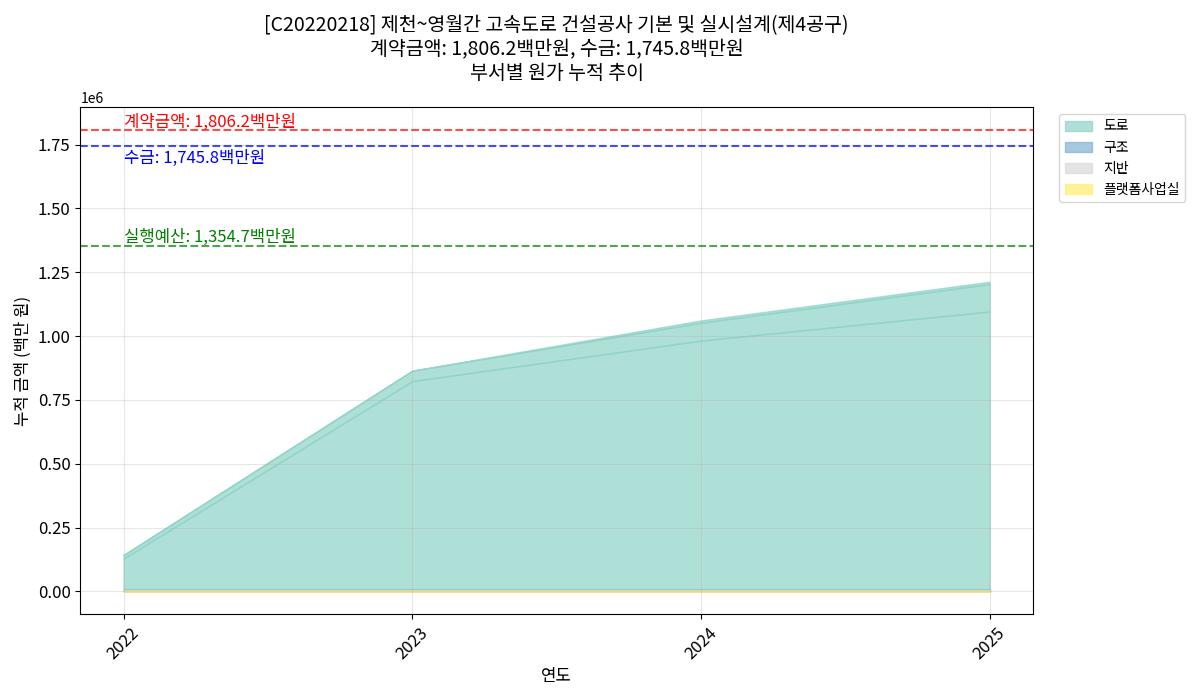 [C20220218] 제천~영월간 고속도로 건설공사 기본 및 실시설계(제4공구)
계약금액: 1,806.2백만원, 수금: 1,745.8백만원
부서별 원가 누적 추이
1e6
계약금액: 1,806.2백만원
수금: 1,745.8백만원
실행예산: 1,354.7백만원
1.75
1.50
1.25
1.00
0.75
0.50
0.25
0.00
누적 금액 (백만 원)
2022
2023
2024
2025
연도
도로
구조
지반
플랫폼사업실